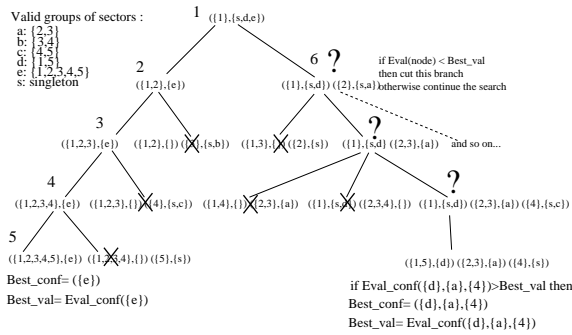 Valid groups of sectors :
a: {2,3}
b: {3,4}
c: {4,5}
d: {1,5}
e: {1,2,3,4,5}
s: singleton
1
({1},{s,d,e})
2
({1,2},{e})
6 ?
({1},{s,d}) ({2},{s,a})
if Eval(node) < Best_val
then cut this branch
otherwise continue the search
3
({1,2,3},{e})
({1,2},{}) ({3},{s,b})
({1,3},{}) ({2},{s})
?
({1},{s,d}) ({2,3},{a})
and so on...
4
({1,2,3,4},{e})
({1,2,3},{}) ({4},{s,c})
({1,4},{}) ({2,3},{a})
({1},{s,d}) ({2,3,4},{})
?
({1},{s,d}) ({2,3},{a}) ({4},{s,c})
5
({1,2,3,4,5},{e})
({1,2,3,4},{}) ({5},{s})
({1,5},{d}) ({2,3},{a}) ({4},{s})
Best_conf= ({e})
Best_val= Eval_conf({e})
if Eval_conf({d},{a},{4})>Best_val then
Best_conf= ({d},{a},{4})
Best_val= Eval_conf({d},{a},{4})